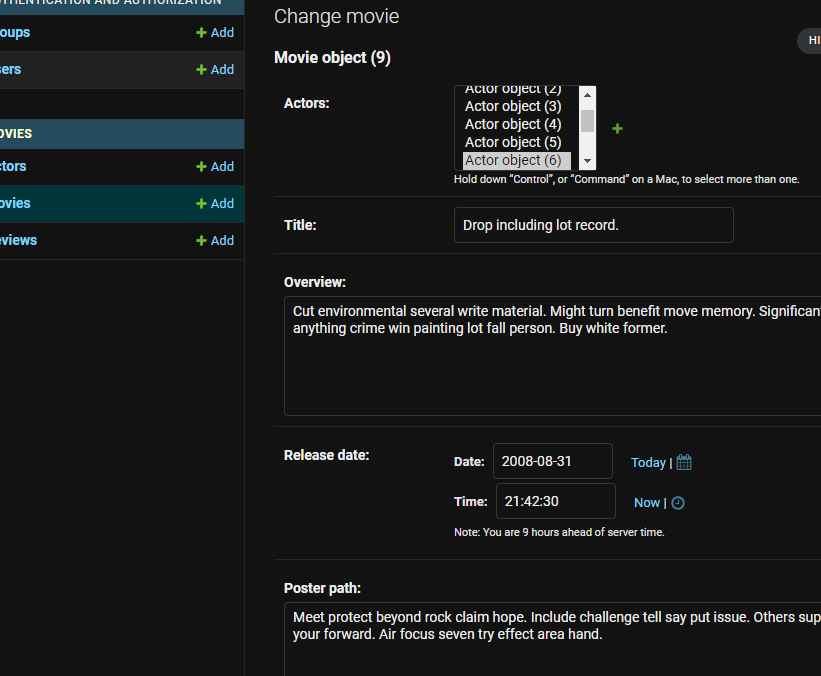 THENTICATION AND AUTHORIZATION
oups
Add
sers
Add
OVIES
ctors
Add
ovies
Add
eviews
Add
Change movie
HI
Movie object (9)
Actors:
Actor object (2)
Actor object (3)
Actor object (4)
Actor object (5)
Actor object (6)
Hold down “Control”, or “Command” on a Mac, to select more than one.
Title:
Drop including lot record.
Overview:
Cut environmental several write material. Might turn benefit move memory. Significant
anything crime win painting lot fall person. Buy white former.
Release date:
Date: 2008-08-31 Today |
Time: 21:42:30 Now |
Note: You are 9 hours ahead of server time.
Poster path:
Meet protect beyond rock claim hope. Include challenge tell say put issue. Others sup
your forward. Air focus seven try effect area hand.